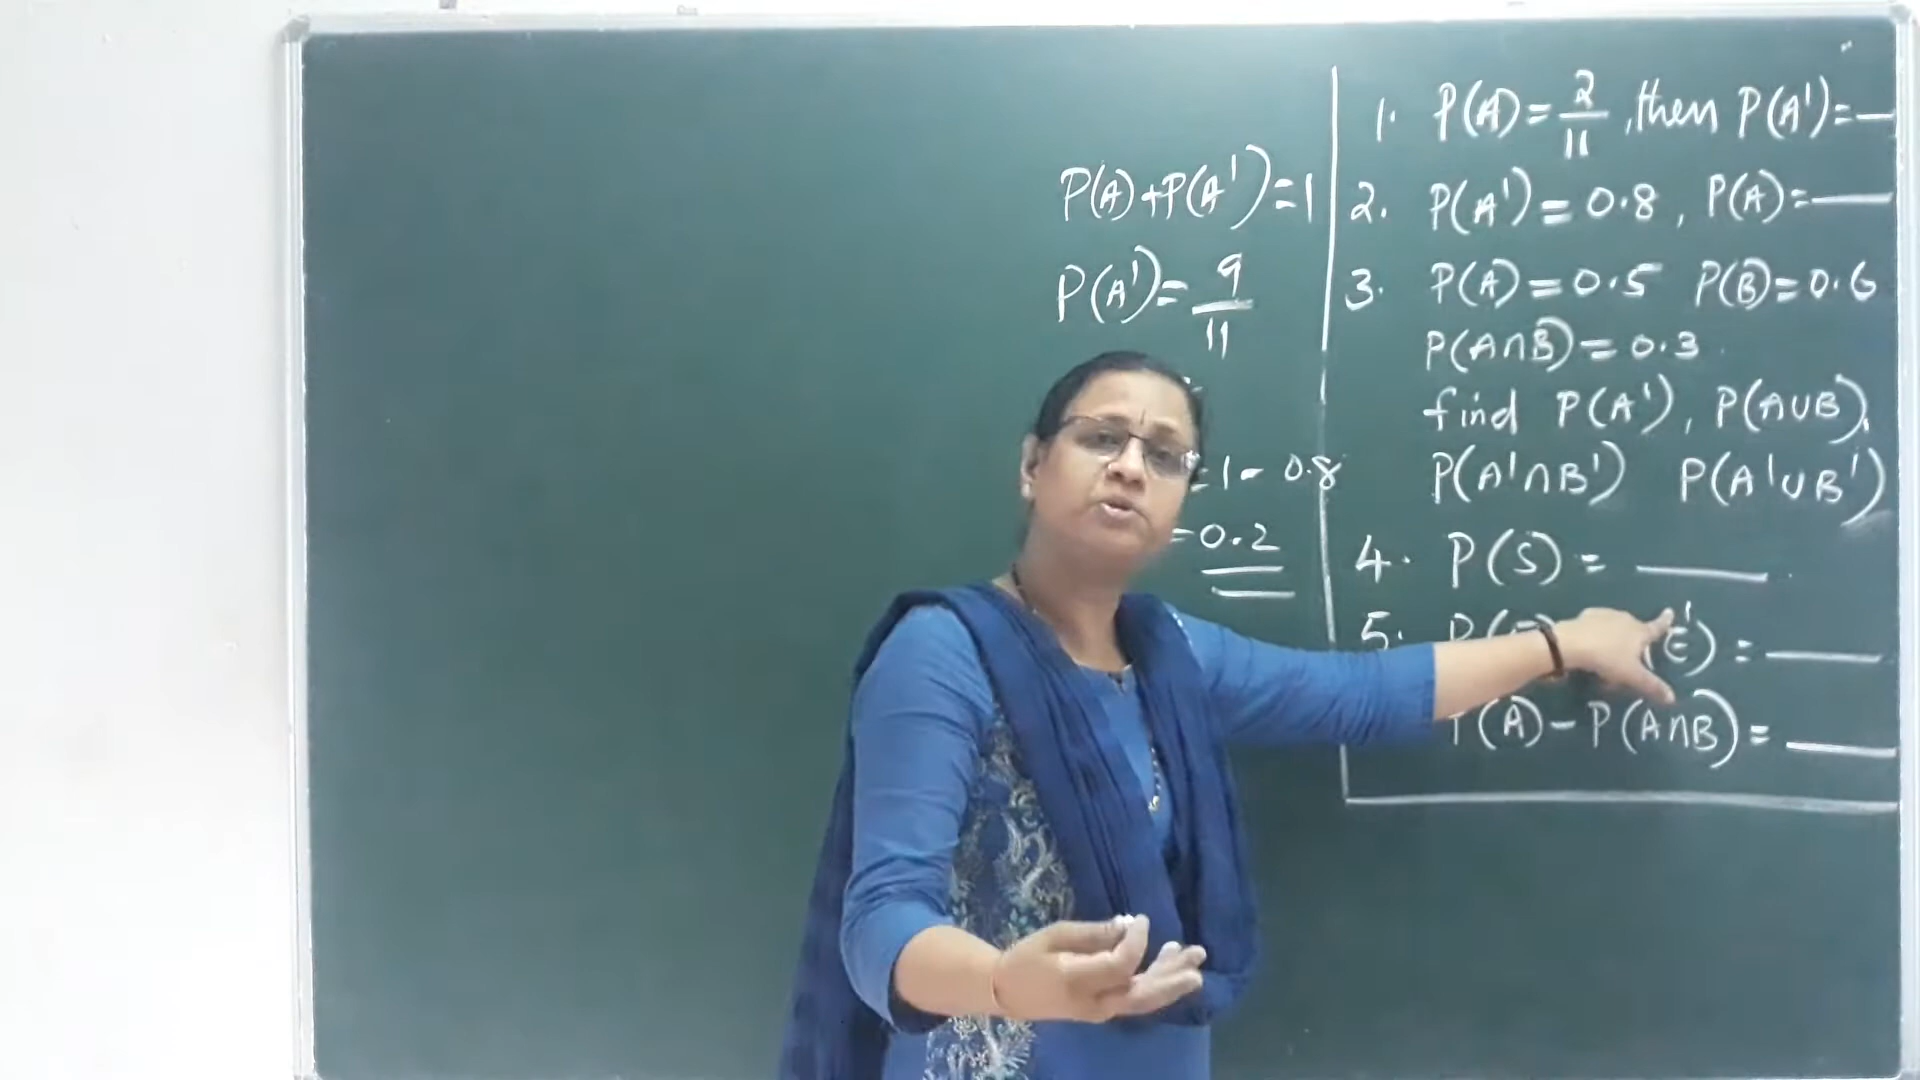 P(A)+P(A')=1
P(A')= 9/11
=1-0.8
=0.2
1. P(A)= 2/11, then P(A')=—
2. P(A')=0.8, P(A)=—
3. P(A)=0.5 P(B)=0.6
P(A∩B)=0.3
find P(A'), P(A∪B),
P(A'∩B') P(A'∪B')
4. P(S)= —
5. P( E')= —
P(A)-P(A∩B)= —